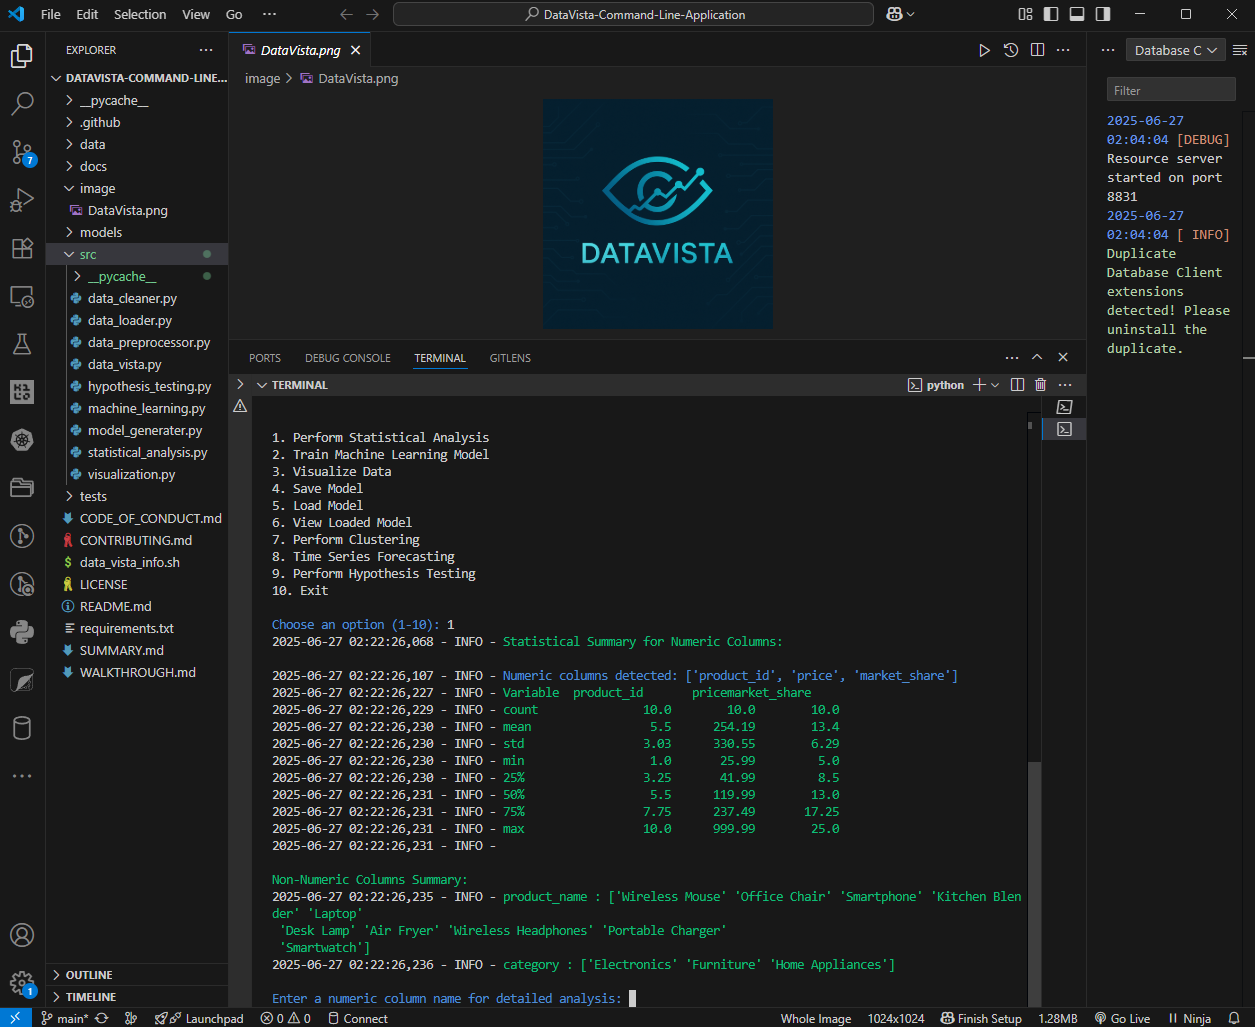 File Edit Selection View Go ··· DataVista-Command-Line-Application
EXPLORER ···
DATAVISTA-COMMAND-LINE...
__pycache__
.github
data
docs
image
DataVista.png
models
src
__pycache__
data_cleaner.py
data_loader.py
data_preprocessor.py
data_vista.py
hypothesis_testing.py
machine_learning.py
model_generater.py
statistical_analysis.py
visualization.py
tests
CODE_OF_CONDUCT.md
CONTRIBUTING.md
data_vista_info.sh
LICENSE
README.md
requirements.txt
SUMMARY.md
WALKTHROUGH.md
OUTLINE
TIMELINE
7
1
DataVista.png
image > DataVista.png
DATAVISTA
PORTS DEBUG CONSOLE TERMINAL GITLENS
TERMINAL
python
1. Perform Statistical Analysis
2. Train Machine Learning Model
3. Visualize Data
4. Save Model
5. Load Model
6. View Loaded Model
7. Perform Clustering
8. Time Series Forecasting
9. Perform Hypothesis Testing
10. Exit
Choose an option (1-10): 1
2025-06-27 02:22:26,068 - INFO - Statistical Summary for Numeric Columns:
2025-06-27 02:22:26,107 - INFO - Numeric columns detected: ['product_id', 'price', 'market_share']
2025-06-27 02:22:26,227 - INFO - Variable product_id pricemarket_share
2025-06-27 02:22:26,229 - INFO - count 10.0 10.0 10.0
2025-06-27 02:22:26,230 - INFO - mean 5.5 254.19 13.4
2025-06-27 02:22:26,230 - INFO - std 3.03 330.55 6.29
2025-06-27 02:22:26,230 - INFO - min 1.0 25.99 5.0
2025-06-27 02:22:26,230 - INFO - 25% 3.25 41.99 8.5
2025-06-27 02:22:26,231 - INFO - 50% 5.5 119.99 13.0
2025-06-27 02:22:26,231 - INFO - 75% 7.75 237.49 17.25
2025-06-27 02:22:26,231 - INFO - max 10.0 999.99 25.0
2025-06-27 02:22:26,231 - INFO -
Non-Numeric Columns Summary:
2025-06-27 02:22:26,235 - INFO - product_name : ['Wireless Mouse' 'Office Chair' 'Smartphone' 'Kitchen Blen
der' 'Laptop'
'Desk Lamp' 'Air Fryer' 'Wireless Headphones' 'Portable Charger'
'Smartwatch']
2025-06-27 02:22:26,236 - INFO - category : ['Electronics' 'Furniture' 'Home Appliances']
Enter a numeric column name for detailed analysis:
Database C
Filter
2025-06-27
02:04:04 [DEBUG]
Resource server
started on port
8831
2025-06-27
02:04:04 [ INFO]
Duplicate
Database Client
extensions
detected! Please
uninstall the
duplicate.
main* Launchpad 0 0 Connect Whole Image 1024x1024 Finish Setup 1.28MB Go Live Ninja